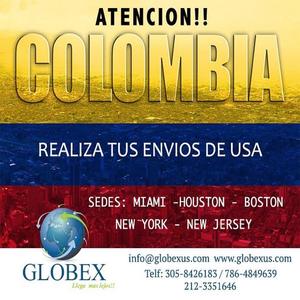 ATENCION!!
COLOMBIA
REALIZA TUS ENVIOS DE USA
SEDES: MIAMI -HOUSTON - BOSTON
NEW YORK - NEW JERSEY
GLOBEX
Llega mas lejos!!
info@globexus.com www.globexus.com
Telf: 305-8426183 / 786-4849639
212-3351646